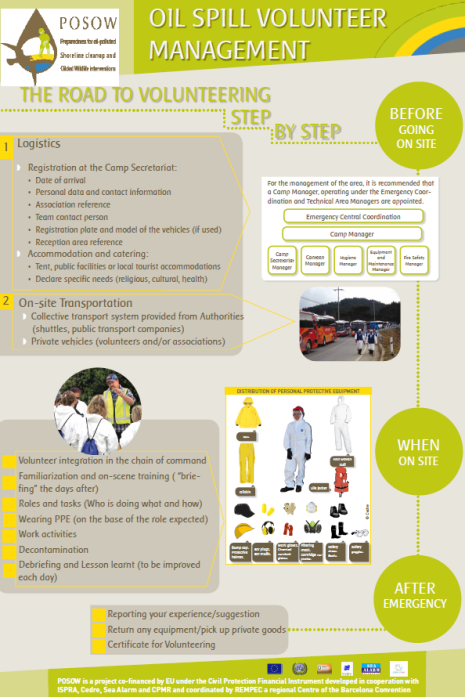 POSOW
Preparedness for oil-polluted
Shoreline cleanup and
Oiled Wildlife interventions
OIL SPILL VOLUNTEER
MANAGEMENT
THE ROAD TO VOLUNTEERING
STEP
BY STEP
BEFORE
GOING
ON SITE
1 Logistics
Registration at the Camp Secretariat:
• Date of arrival
• Personal data and contact information
• Association reference
• Team contact person
• Registration plate and model of the vehicles (if used)
• Reception area reference
Accommodation and catering:
• Tent, public facilities or local tourist accommodations
• Declare specific needs (religious, cultural, health)
For the management of the area, it is recommended that
a Camp Manager, operating under the Emergency Coor-
dination and Technical Area Managers are appointed.
Emergency Central Coordination
Camp Manager
Camp
Secretariat
Manager
Canteen
Manager
Hygiene
Manager
Equipment
and
Maintenance
Manager
Fire Safety
Manager
2 On-site Transportation
Collective transport system provided from Authorities
(shuttles, public transport companies)
Private vehicles (volunteers and/or associations)
DISTRIBUTION OF PERSONAL PROTECTIVE EQUIPMENT
WHEN
ON SITE
Volunteer integration in the chain of command
Familiarization and on-scene training ( "brie-
fing" the days after)
Roles and tasks (Who is doing what and how)
Wearing PPE (on the base of the role expected)
Work activities
Decontamination
Debriefing and Lesson learnt (to be improved
each day)
AFTER
EMERGENCY
Reporting your experience/suggestion
Return any equipment/pick up private goods
Certificate for Volunteering
SEA
ALARM
POSOW is a project co-financed by EU under the Civil Protection Financial Instrument developed in cooperation with
ISPRA, Cedre, Sea Alarm and CPMR and coordinated by REMPEC a regional Centre of the Barcelona Convention